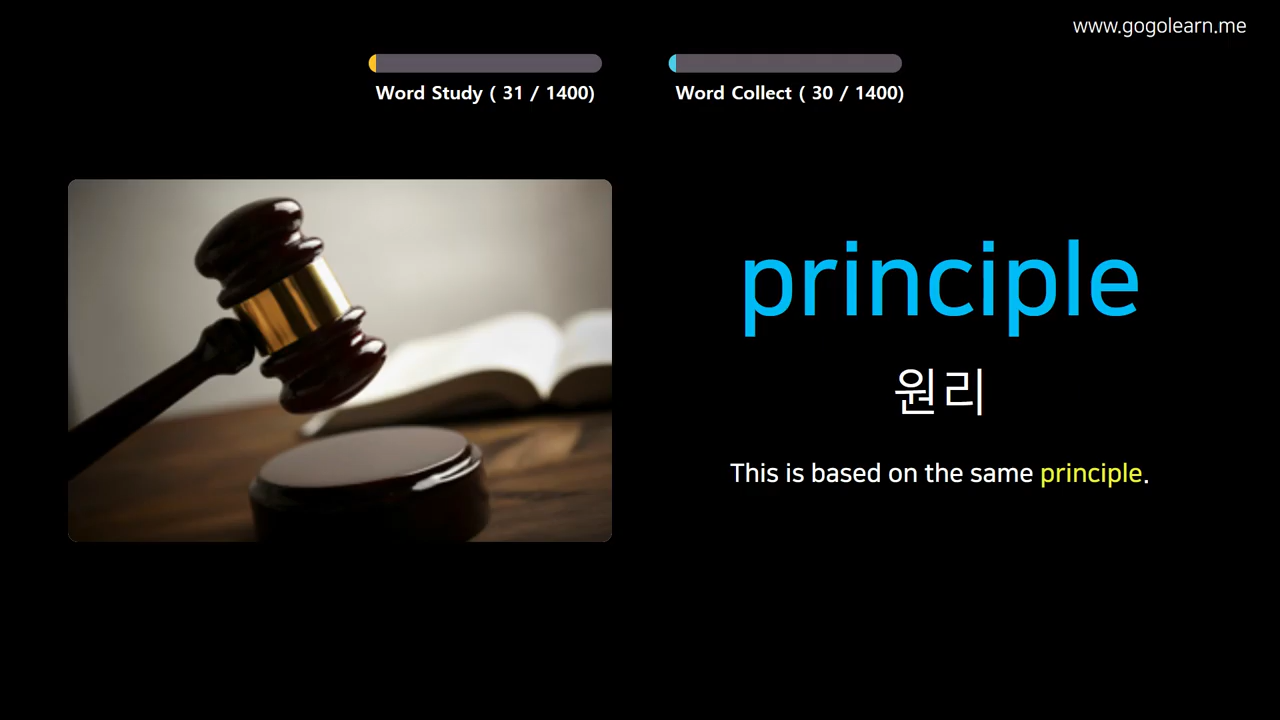 www.gogolearn.me
Word Study ( 31 / 1400)
Word Collect ( 30 / 1400)
principle
원리
This is based on the same principle.